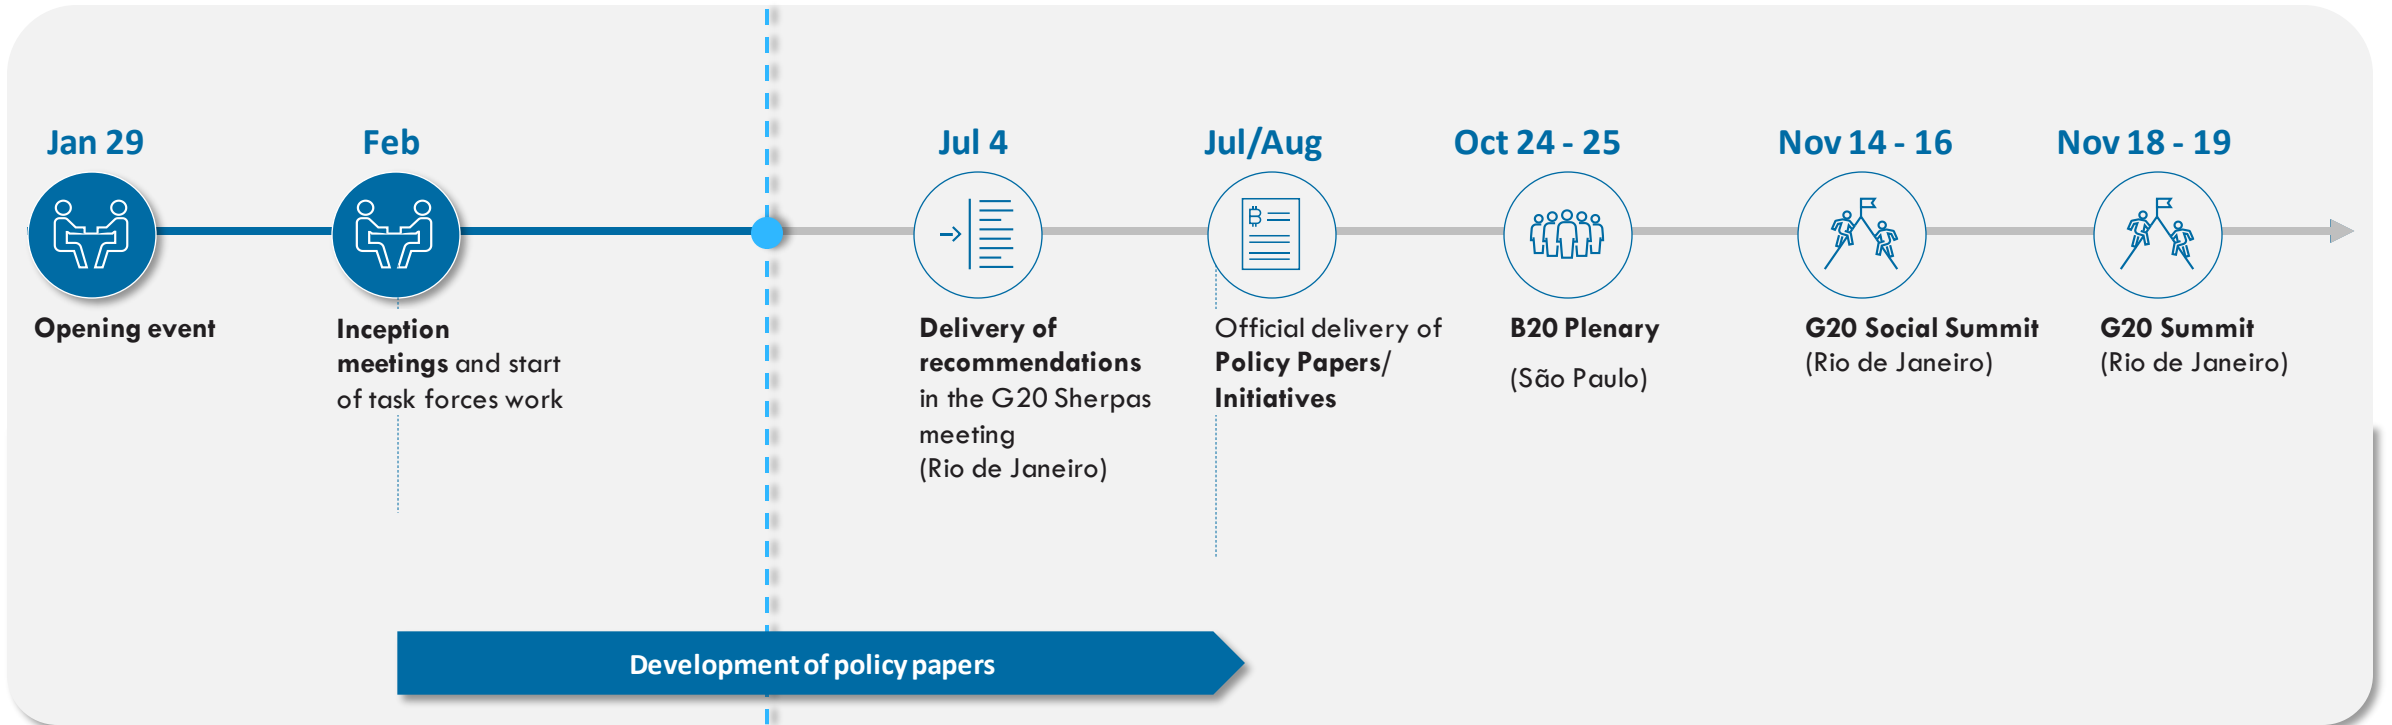 Jan 29
Opening event
Feb
Inception
meetings and start
of task forces work
Jul 4
Delivery of
recommendations
in the G20 Sherpas
meeting
(Rio de Janeiro)
Jul/Aug
Official delivery of
Policy Papers/
Initiatives
Oct 24 - 25
B20 Plenary
(São Paulo)
Nov 14 - 16
G20 Social Summit
(Rio de Janeiro)
Nov 18 - 19
G20 Summit
(Rio de Janeiro)
Development of policy papers